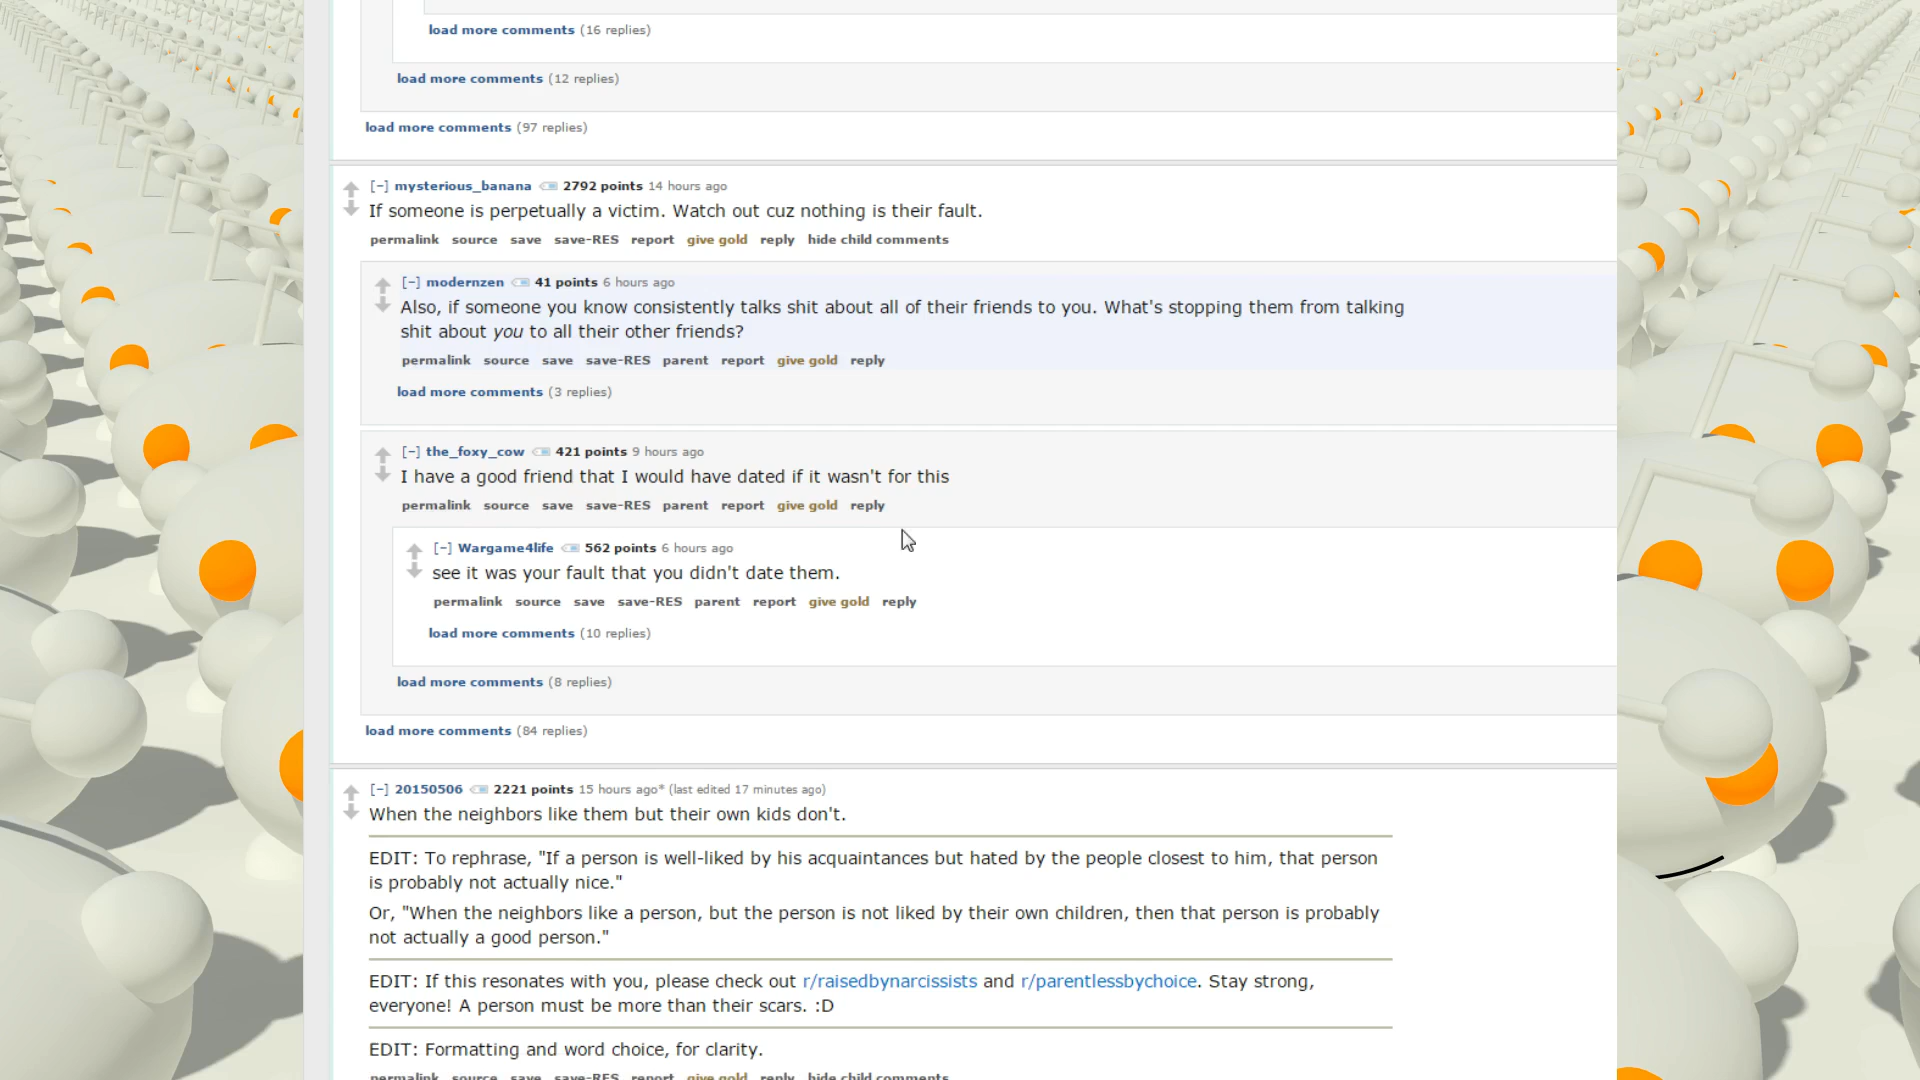 load more comments (16 replies)
load more comments (12 replies)
load more comments (97 replies)
[–] mysterious_banana 2792 points 14 hours ago
If someone is perpetually a victim. Watch out cuz nothing is their fault.
permalink source save save-RES report give gold reply hide child comments
[–] modernzen 41 points 6 hours ago
Also, if someone you know consistently talks shit about all of their friends to you. What's stopping them from talking
shit about you to all their other friends?
permalink source save save-RES parent report give gold reply
load more comments (3 replies)
[–] the_foxy_cow 421 points 9 hours ago
I have a good friend that I would have dated if it wasn't for this
permalink source save save-RES parent report give gold reply
[–] Wargame4life 562 points 6 hours ago
see it was your fault that you didn't date them.
permalink source save save-RES parent report give gold reply
load more comments (10 replies)
load more comments (8 replies)
load more comments (84 replies)
[–] 20150506 2221 points 15 hours ago* (last edited 17 minutes ago)
When the neighbors like them but their own kids don't.
EDIT: To rephrase, "If a person is well-liked by his acquaintances but hated by the people closest to him, that person
is probably not actually nice."
Or, "When the neighbors like a person, but the person is not liked by their own children, then that person is probably
not actually a good person."
EDIT: If this resonates with you, please check out r/raisedbynarcissists and r/parentlessbychoice. Stay strong,
everyone! A person must be more than their scars. :D
EDIT: Formatting and word choice, for clarity.
permalink source save save-RES report give gold reply hide child comments